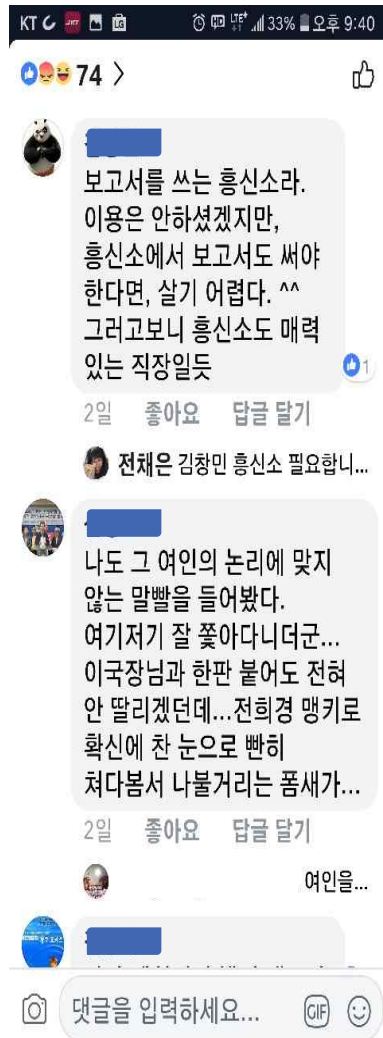 KT LTE 33% 오후 9:40
74 >
보고서를 쓰는 흥신소라.
이용은 안하셨겠지만,
흥신소에서 보고서도 써야
한다면, 살기 어렵다. ^^
그러고보니 흥신소도 매력
있는 직장일듯
1
2일 좋아요 답글 달기
전채은 김창민 흥신소 필요합니...
나도 그 여인의 논리에 맞지
않는 말빨을 들어봤다.
여기저기 잘 쫓아다니더군...
이국장님과 한판 붙어도 전혀
안 딸리겠던데...전희경 맹키로
확신에 찬 눈으로 빤히
쳐다봄서 나불거리는 폼새가...
2일 좋아요 답글 달기
여인을...
댓글을 입력하세요... GIF